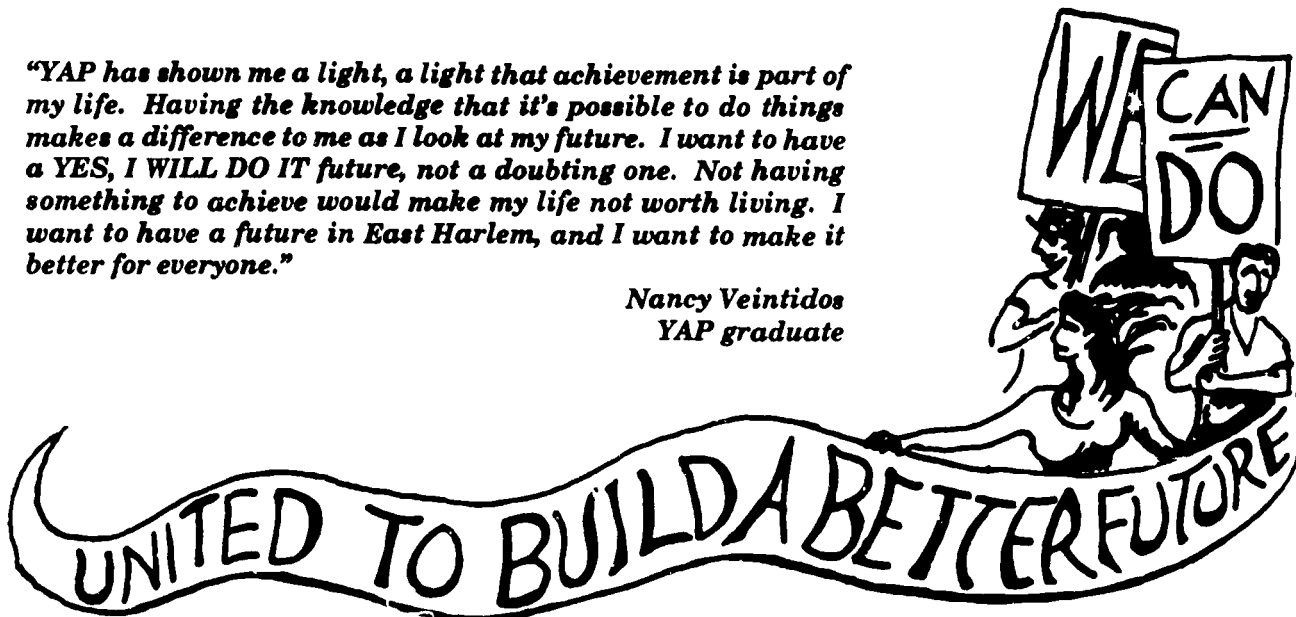 “YAP has shown me a light, a light that achievement is part of
my life. Having the knowledge that it's possible to do things
makes a difference to me as I look at my future. I want to have
a YES, I WILL DO IT future, not a doubting one. Not having
something to achieve would make my life not worth living. I
want to have a future in East Harlem, and I want to make it
better for everyone.”
Nancy Veintidos
YAP graduate
WE
CAN
DO
UNITED TO BUILD A BETTER FUTURE